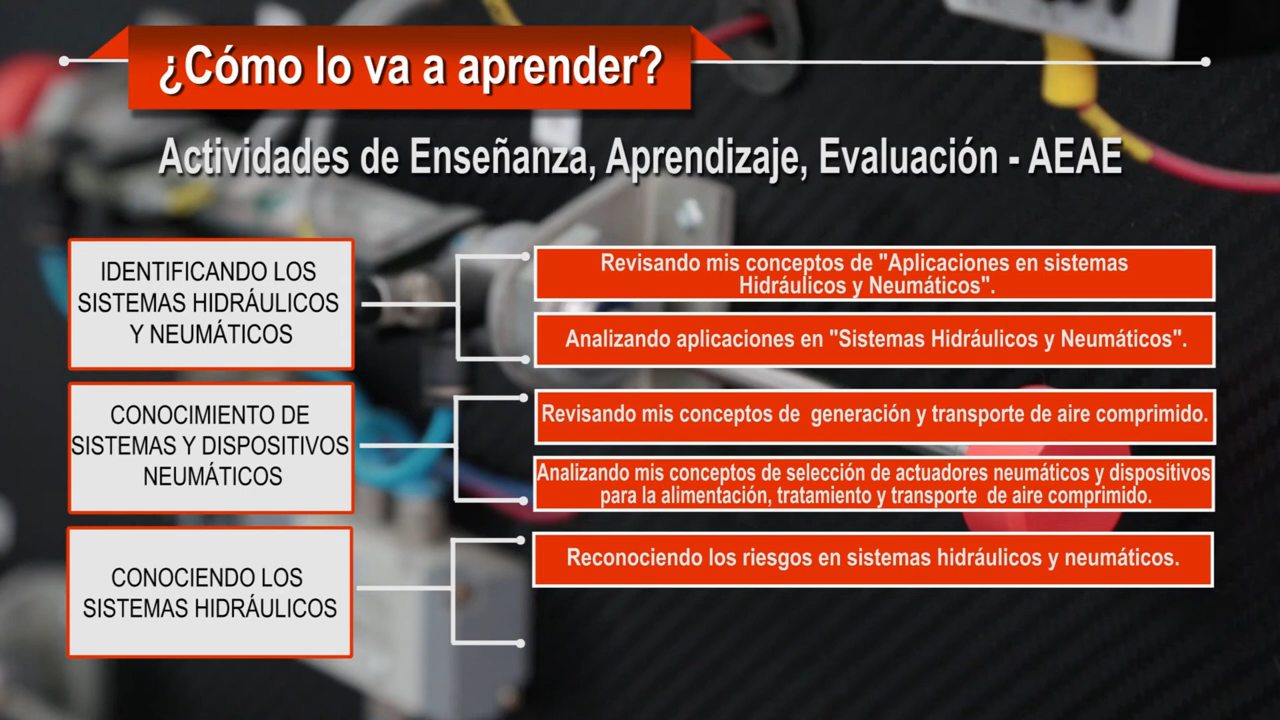 ¿Cómo lo va a aprender?
Actividades de Enseñanza, Aprendizaje, Evaluación - AEAE
IDENTIFICANDO LOS
SISTEMAS HIDRÁULICOS
Y NEUMÁTICOS
Revisando mis conceptos de "Aplicaciones en sistemas
Hidráulicos y Neumáticos".
Analizando aplicaciones en "Sistemas Hidráulicos y Neumáticos".
CONOCIMIENTO DE
SISTEMAS Y DISPOSITIVOS
NEUMÁTICOS
Revisando mis conceptos de  generación y transporte de aire comprimido.
Analizando mis conceptos de selección de actuadores neumáticos y dispositivos
para la alimentación, tratamiento y transporte  de aire comprimido.
CONOCIENDO LOS
SISTEMAS HIDRÁULICOS
Reconociendo los riesgos en sistemas hidráulicos y neumáticos.